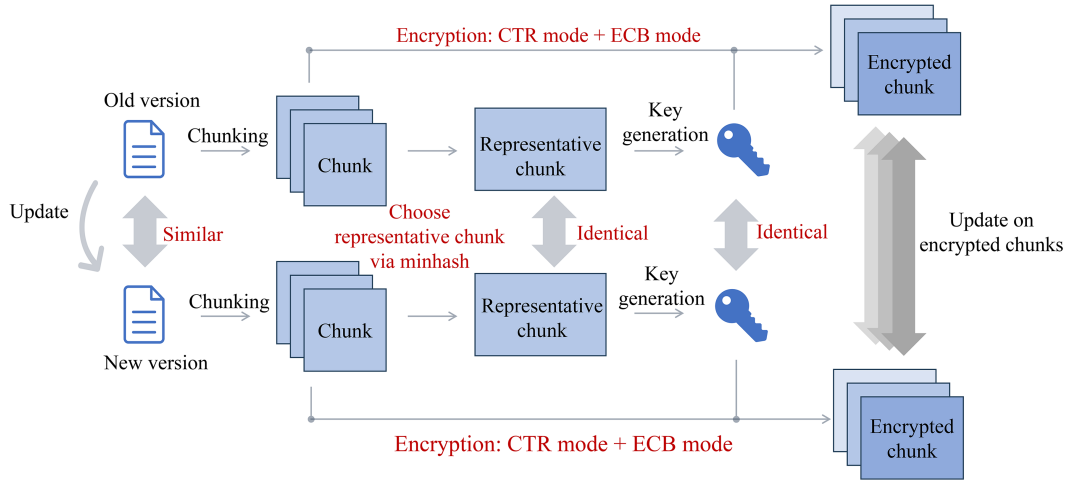 Encryption: CTR mode + ECB mode
Encrypted
chunk
Old version
Chunking
Chunk
Representative
chunk
Key
generation
Update
Similar
Choose
representative chunk
via minhash
Identical
Identical
Update on
encrypted chunks
Chunking
Chunk
Representative
chunk
Key
generation
New version
Encryption: CTR mode + ECB mode
Encrypted
chunk